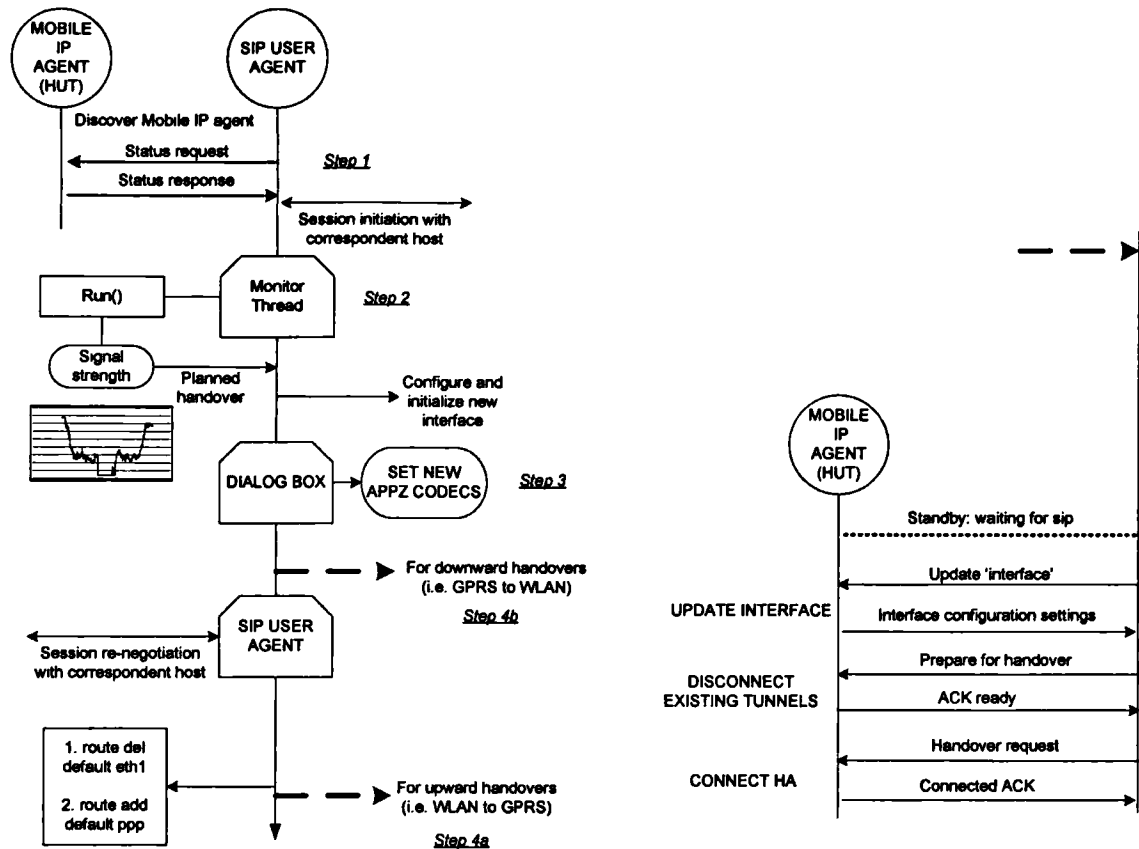 MOBILE
IP
AGENT
(HUT)
SIP USER
AGENT
Discover Mobile IP agent
Status request
Step 1
Status response
Session initiation with
correspondent host
Monitor
Thread
Step 2
Run()
Signal
strength
Planned
handover
Configure and
initialize new
interface
DIALOG BOX
SET NEW
APPZ CODECS
Step 3
For downward handovers
(i.e. GPRS to WLAN)
Step 4b
SIP USER
AGENT
Session re-negotiation
with correspondent host
1. route del
default eth1
2. route add
default ppp
For upward handovers
(i.e. WLAN to GPRS)
Step 4a
MOBILE
IP
AGENT
(HUT)
Standby: waiting for sip
Update 'interface'
UPDATE INTERFACE
Interface configuration settings
Prepare for handover
DISCONNECT
EXISTING TUNNELS
ACK ready
Handover request
CONNECT HA
Connected ACK